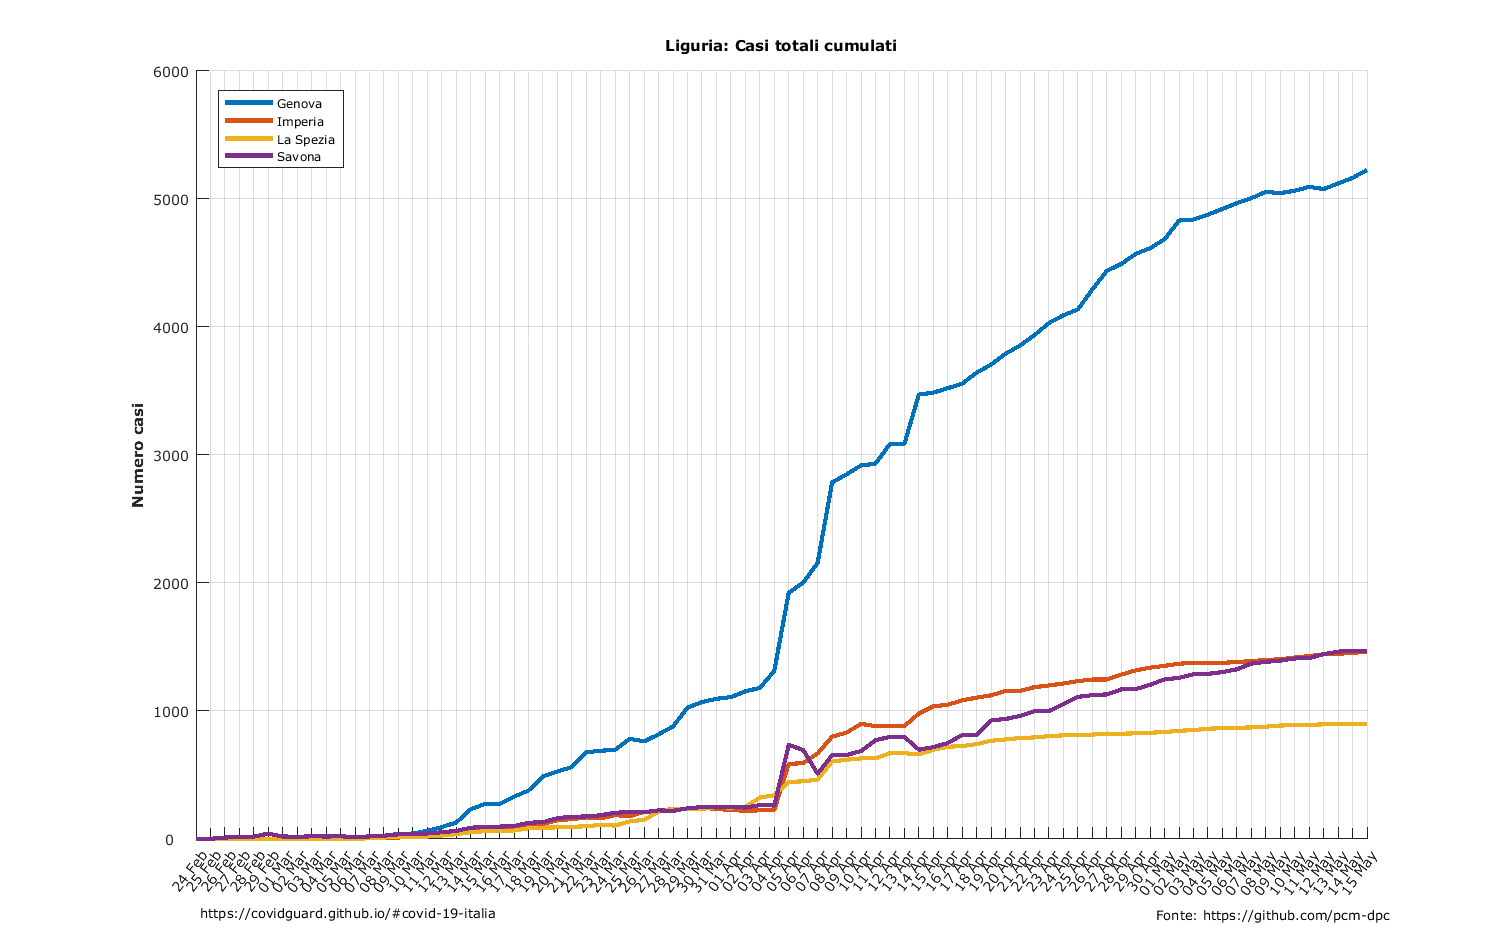 Liguria: Casi totali cumulati
6000
5000
4000
3000
2000
1000
0
Numero casi
Genova
Imperia
La Spezia
Savona
24 Feb
25 Feb
26 Feb
27 Feb
28 Feb
29 Feb
01 Mar
02 Mar
03 Mar
04 Mar
05 Mar
06 Mar
07 Mar
08 Mar
09 Mar
10 Mar
11 Mar
12 Mar
13 Mar
14 Mar
15 Mar
16 Mar
17 Mar
18 Mar
19 Mar
20 Mar
21 Mar
22 Mar
23 Mar
24 Mar
25 Mar
26 Mar
27 Mar
28 Mar
29 Mar
30 Mar
31 Mar
01 Apr
02 Apr
03 Apr
04 Apr
05 Apr
06 Apr
07 Apr
08 Apr
09 Apr
10 Apr
11 Apr
12 Apr
13 Apr
14 Apr
15 Apr
16 Apr
17 Apr
18 Apr
19 Apr
20 Apr
21 Apr
22 Apr
23 Apr
24 Apr
25 Apr
26 Apr
27 Apr
28 Apr
29 Apr
30 Apr
01 May
02 May
03 May
04 May
05 May
06 May
07 May
08 May
09 May
10 May
11 May
12 May
13 May
14 May
15 May
https://covidguard.github.io/#covid-19-italia
Fonte: https://github.com/pcm-dpc